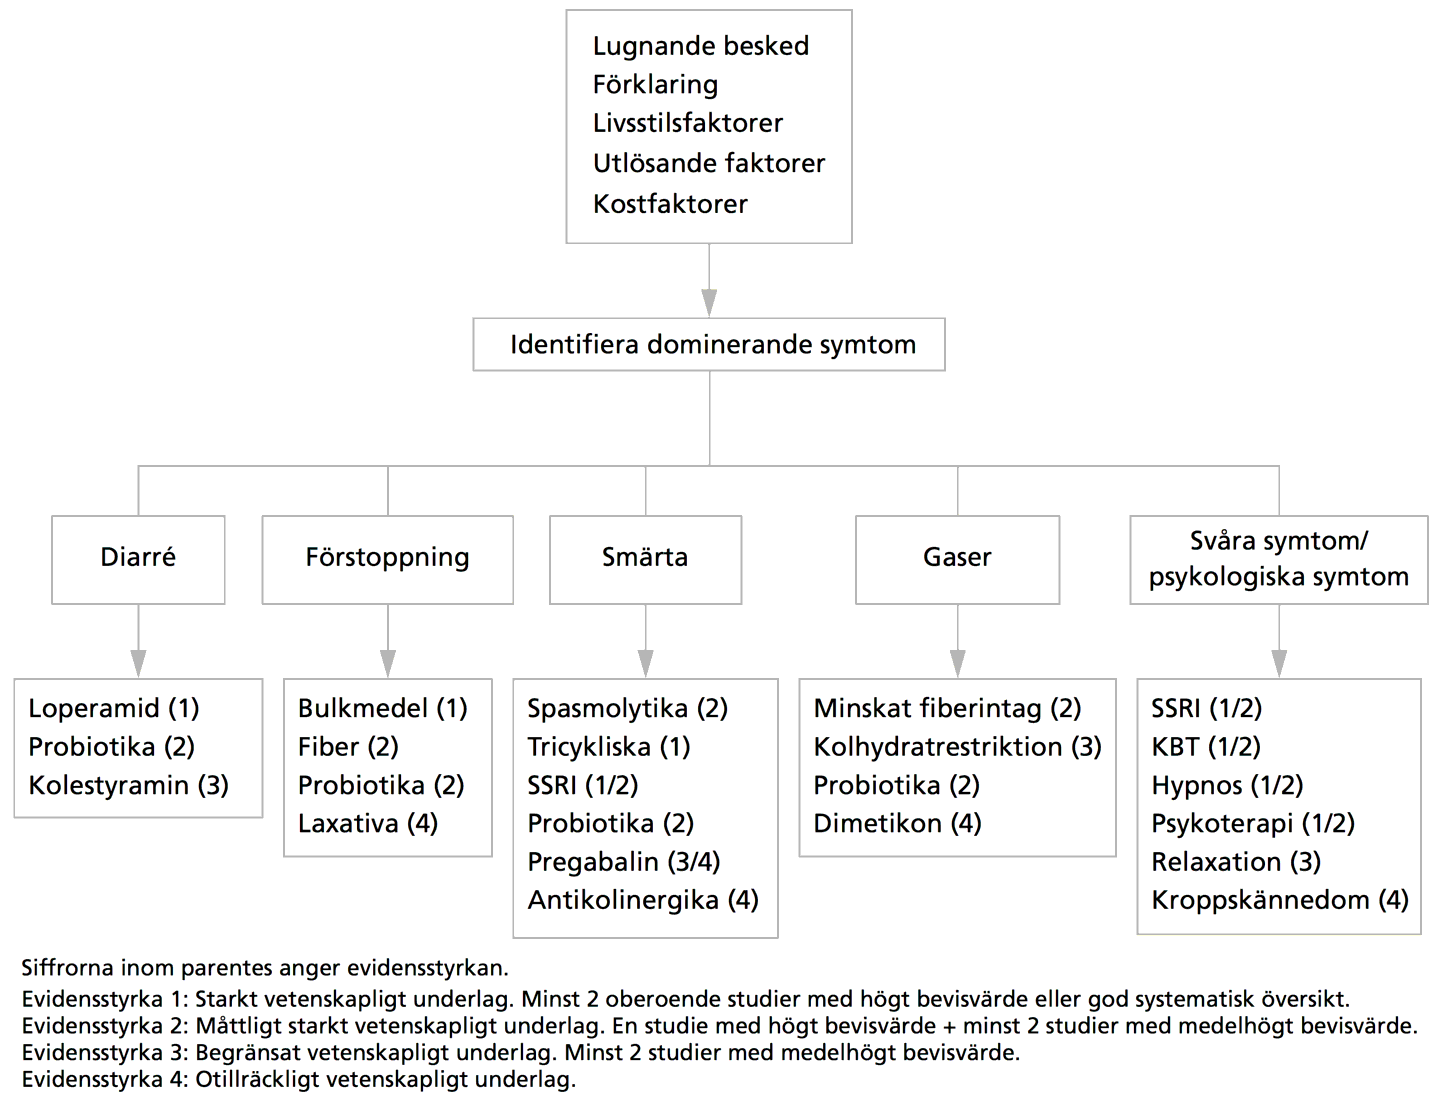 Lugnande besked
Förklaring
Livsstilsfaktorer
Utlösande faktorer
Kostfaktorer
Identifiera dominerande symtom
Diarré
Förstoppning
Smärta
Gaser
Svåra symtom/
psykologiska symtom
Loperamid (1)
Probiotika (2)
Kolestyramin (3)
Bulkmedel (1)
Fiber (2)
Probiotika (2)
Laxativa (4)
Spasmolytika (2)
Tricykliska (1)
SSRI (1/2)
Probiotika (2)
Pregabalin (3/4)
Antikolinergika (4)
Minskat fiberintag (2)
Kolhydratrestriktion (3)
Probiotika (2)
Dimetikon (4)
SSRI (1/2)
KBT (1/2)
Hypnos (1/2)
Psykoterapi (1/2)
Relaxation (3)
Kroppskännedom (4)
Siffrorna inom parentes anger evidensstyrkan.
Evidensstyrka 1: Starkt vetenskapligt underlag. Minst 2 oberoende studier med högt bevisvärde eller god systematisk översikt.
Evidensstyrka 2: Måttligt starkt vetenskapligt underlag. En studie med högt bevisvärde + minst 2 studier med medelhögt bevisvärde.
Evidensstyrka 3: Begränsat vetenskapligt underlag. Minst 2 studier med medelhögt bevisvärde.
Evidensstyrka 4: Otillräckligt vetenskapligt underlag.